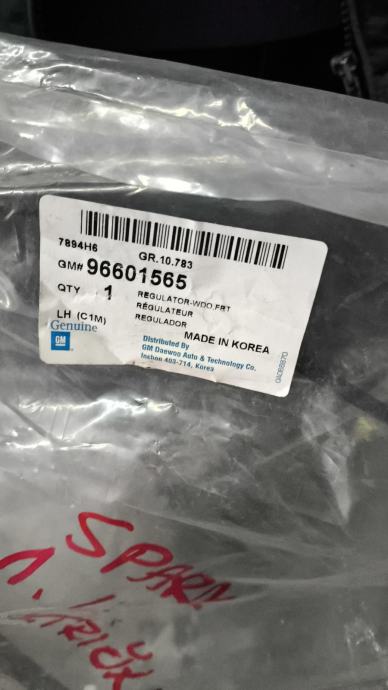 7894H6
GR.10.783
GM# 96601565
QTY 1
REGULATOR-WDO,FRT
RÉGULATEUR
REGULADOR
LH (C1M)
MADE IN KOREA
Genuine
GM
Distributed By
GM Daewoo Auto & Technology Co.
Inchon 403-714, Korea
SPARK